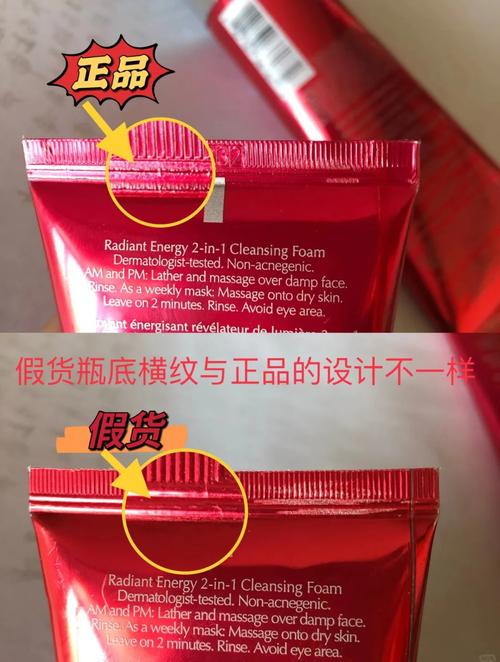 正品
Radiant Energy 2-in-1 Cleansing Foam
Dermatologist-tested. Non-acnegenic.
AM and PM: Lather and massage over damp face.
Rinse. As a weekly mask: Massage onto dry skin.
Leave on 2 minutes. Rinse. Avoid eye area.
énergisant révélateur de lumière
假货瓶底横纹与正品的设计不一样
假货
Radiant Energy 2-in-1 Cleansing Foam
Dermatologist-tested. Non-acnegenic.
AM and PM: Lather and massage over damp face.
Rinse. As a weekly mask: Massage onto dry skin.
Leave on 2 minutes. Rinse. Avoid eye area.